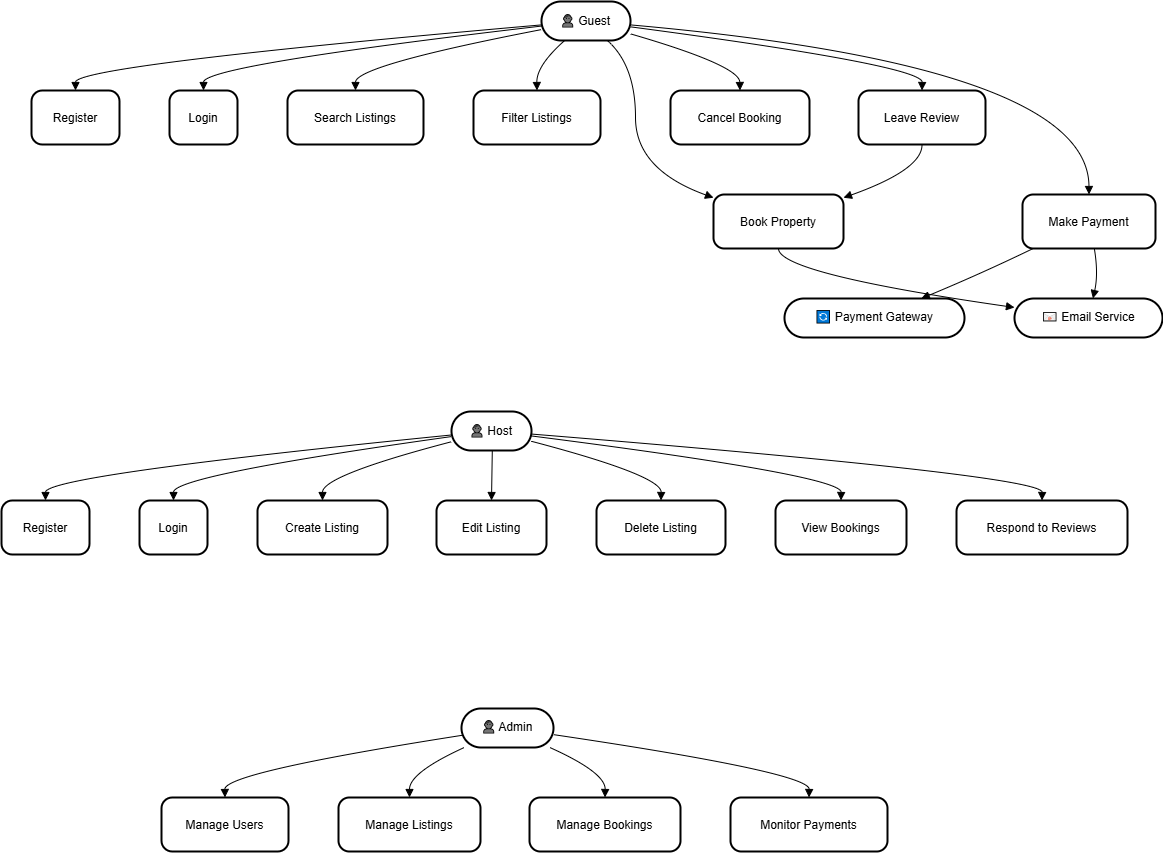 Guest
Register
Login
Search Listings
Filter Listings
Cancel Booking
Leave Review
Book Property
Make Payment
Payment Gateway
Email Service
Host
Register
Login
Create Listing
Edit Listing
Delete Listing
View Bookings
Respond to Reviews
Admin
Manage Users
Manage Listings
Manage Bookings
Monitor Payments